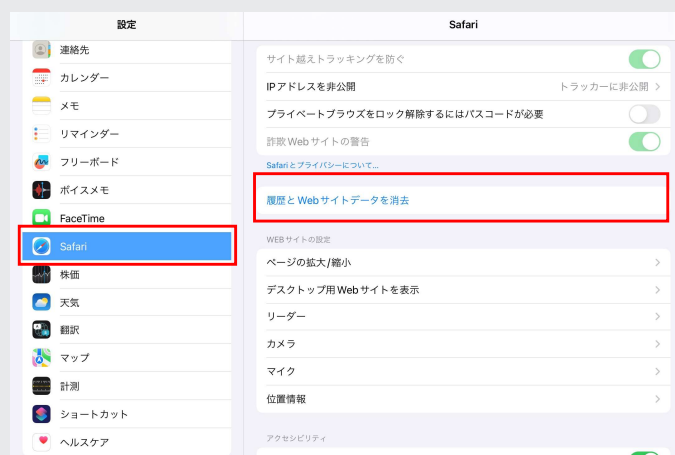 設定
連絡先
カレンダー
メモ
リマインダー
フリーボード
ボイスメモ
FaceTime
Safari
株価
天気
翻訳
マップ
計測
ショートカット
ヘルスケア
Safari
サイト越えトラッキングを防ぐ
IPアドレスを非公開 トラッカーに非公開
プライベートブラウズをロック解除するにはパスコードが必要
詐欺Webサイトの警告
Safariとプライバシーについて...
履歴とWebサイトデータを消去
WEBサイトの設定
ページの拡大/縮小
デスクトップ用Webサイトを表示
リーダー
カメラ
マイク
位置情報
アクセシビリティ